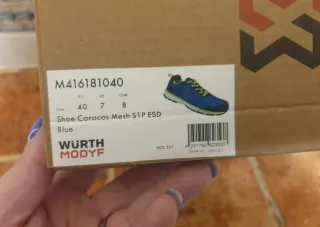 M416181040
40 7 8
Shoe Caracas Mesh S1P ESD
Blue
WÜRTH
MODYF